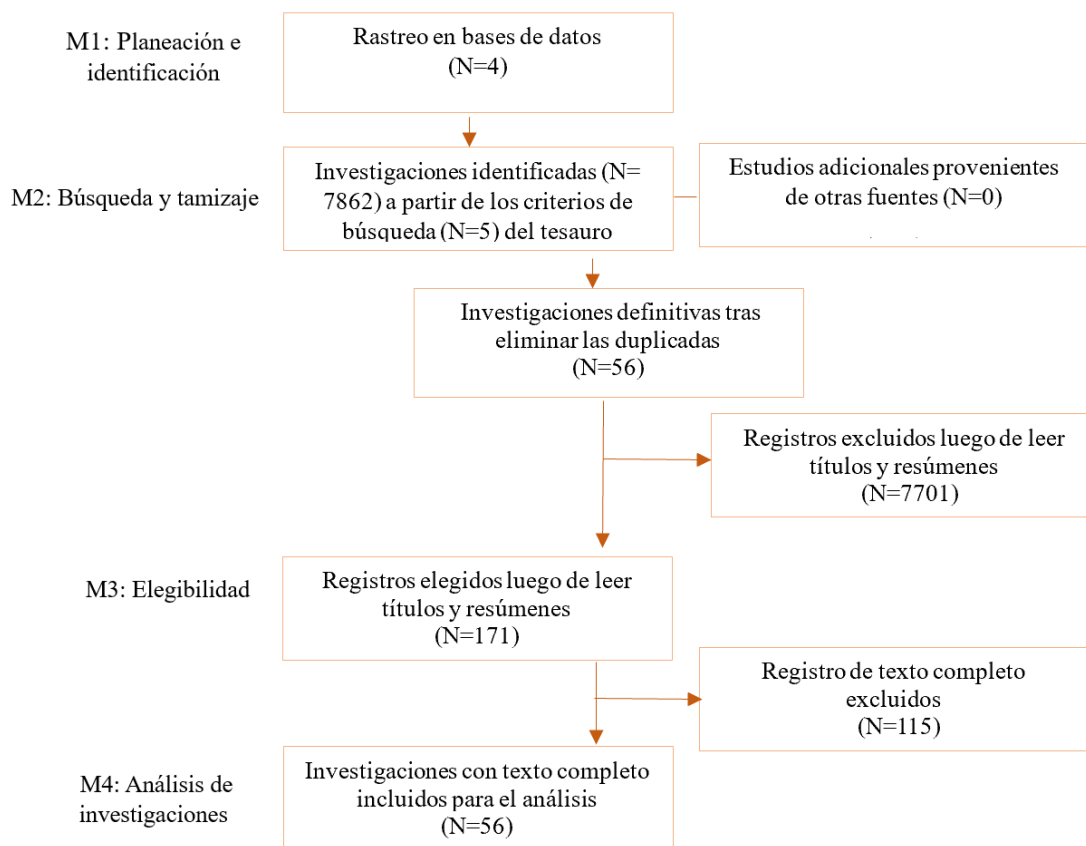 M1: Planeación e
identificación
Rastreo en bases de datos
(N=4)
M2: Búsqueda y tamizaje
Investigaciones identificadas (N=
7862) a partir de los criterios de
búsqueda (N=5) del tesauro
Estudios adicionales provenientes
de otras fuentes (N=0)
Investigaciones definitivas tras
eliminar las duplicadas
(N=56)
Registros excluidos luego de leer
títulos y resúmenes
(N=7701)
M3: Elegibilidad
Registros elegidos luego de leer
títulos y resúmenes
(N=171)
Registro de texto completo
excluidos
(N=115)
M4: Análisis de
investigaciones
Investigaciones con texto completo
incluidos para el análisis
(N=56)